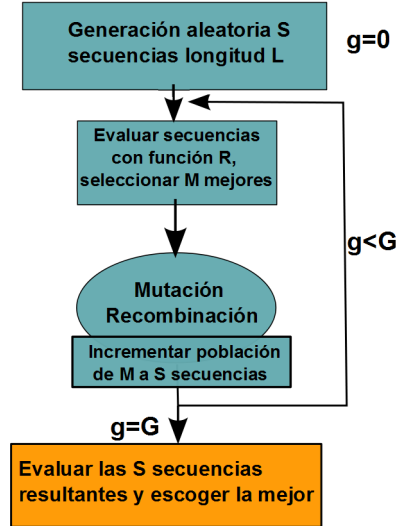 Generación aleatoria S
secuencias longitud L
g=0
Evaluar secuencias
con función R,
seleccionar M mejores
g<G
Mutación
Recombinación
Incrementar población
de M a S secuencias
g=G
Evaluar las S secuencias
resultantes y escoger la mejor